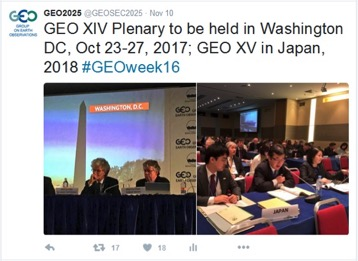 GEO
GROUP ON EARTH OBSERVATIONS
GEO2025 @GEOSEC2025 · Nov 10
GEO XIV Plenary to be held in Washington
DC, Oct 23-27, 2017; GEO XV in Japan,
2018 #GEOweek16
WASHINGTON, D.C.
GEO
GEO
JAPAN
17
18